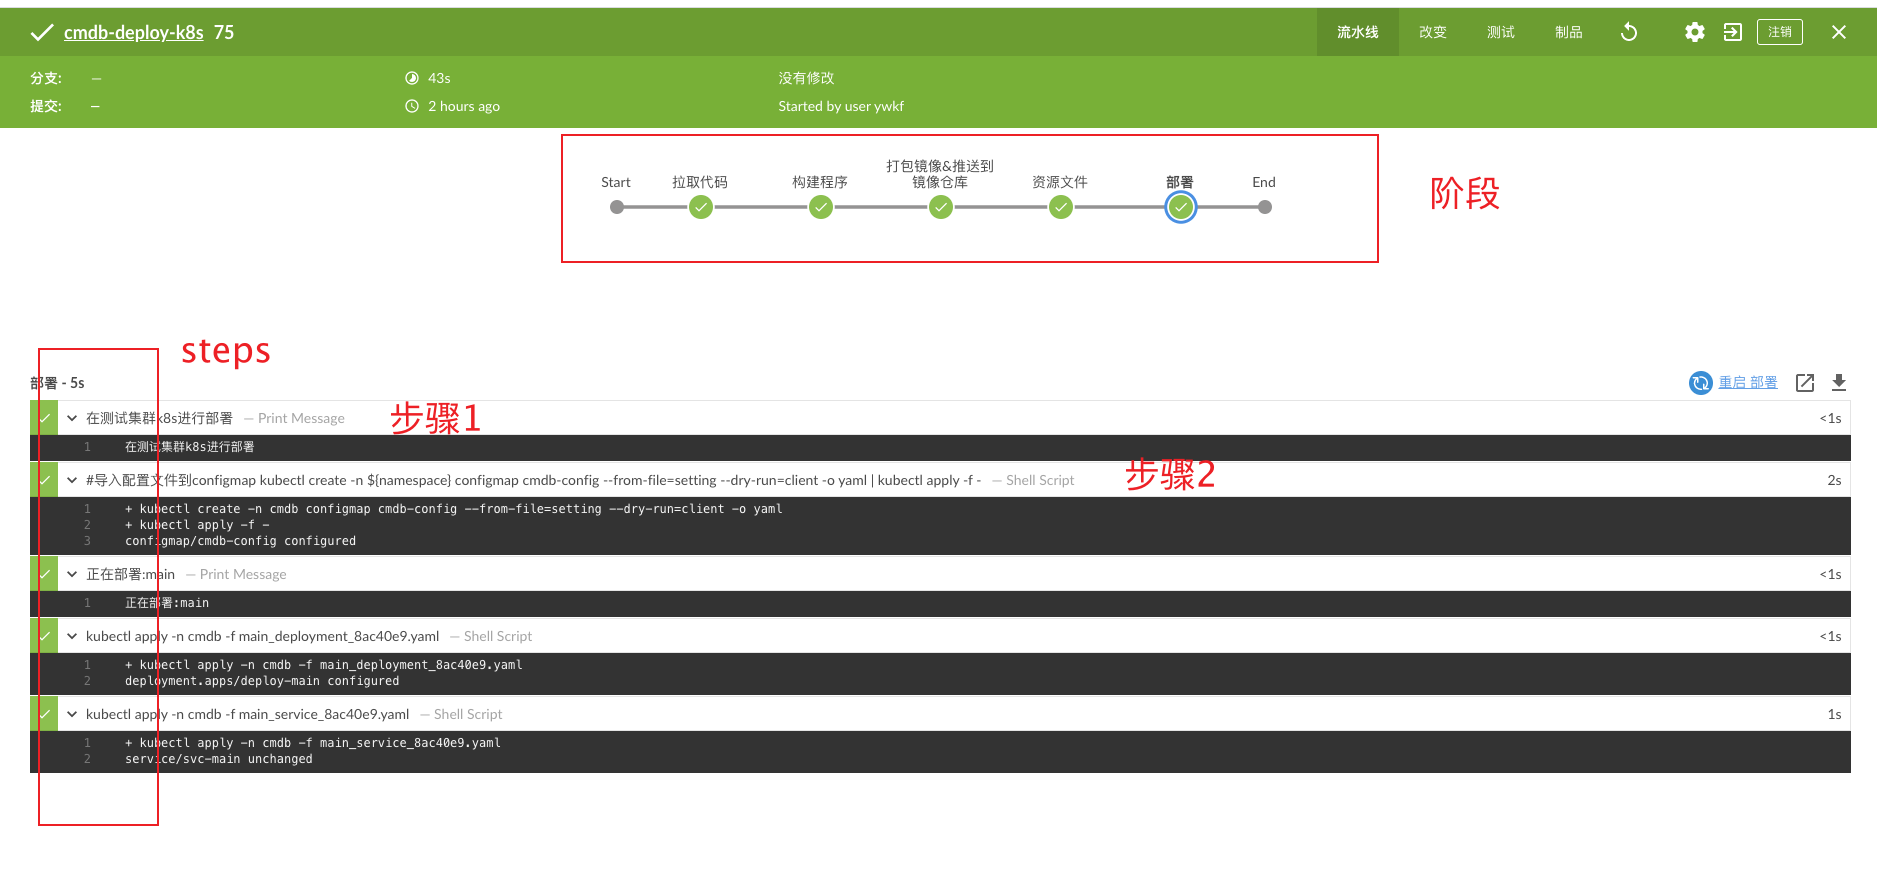 cmdb-deploy-k8s 75
流水线 改变 测试 制品 注销
分支: — 43s 没有修改
提交: — 2 hours ago Started by user ywkf
Start 拉取代码 构建程序 打包镜像&推送到
镜像仓库 资源文件 部署 End
阶段
steps
部署 - 5s
重启 部署
在测试集群k8s进行部署 — Print Message <1s
步骤1
1 在测试集群k8s进行部署
#导入配置文件到configmap kubectl create -n ${namespace} configmap cmdb-config --from-file=setting --dry-run=client -o yaml | kubectl apply -f - — Shell Script 2s
步骤2
1 + kubectl create -n cmdb configmap cmdb-config --from-file=setting --dry-run=client -o yaml
2 + kubectl apply -f -
3 configmap/cmdb-config configured
正在部署:main — Print Message <1s
1 正在部署:main
kubectl apply -n cmdb -f main_deployment_8ac40e9.yaml — Shell Script <1s
1 + kubectl apply -n cmdb -f main_deployment_8ac40e9.yaml
2 deployment.apps/deploy-main configured
kubectl apply -n cmdb -f main_service_8ac40e9.yaml — Shell Script 1s
1 + kubectl apply -n cmdb -f main_service_8ac40e9.yaml
2 service/svc-main unchanged